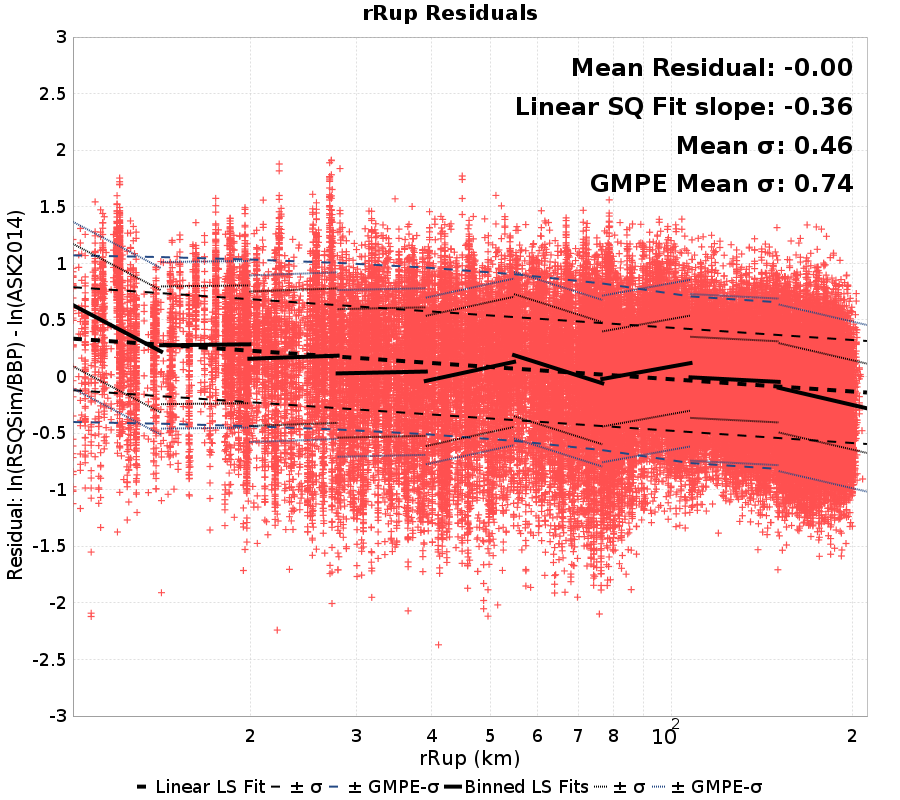 rRup Residuals
Mean Residual: -0.00
Linear SQ Fit slope: -0.36
Mean σ: 0.46
GMPE Mean σ: 0.74
Residual: ln(RSQSim/BBP) - ln(ASK2014)
3
2.5
2
1.5
1
0.5
0
-0.5
-1
-1.5
-2
-2.5
-3
2 3 4 5 6 7 8 10² 2
rRup (km)
Linear LS Fit ± σ ± GMPE-σ Binned LS Fits ± σ ± GMPE-σ